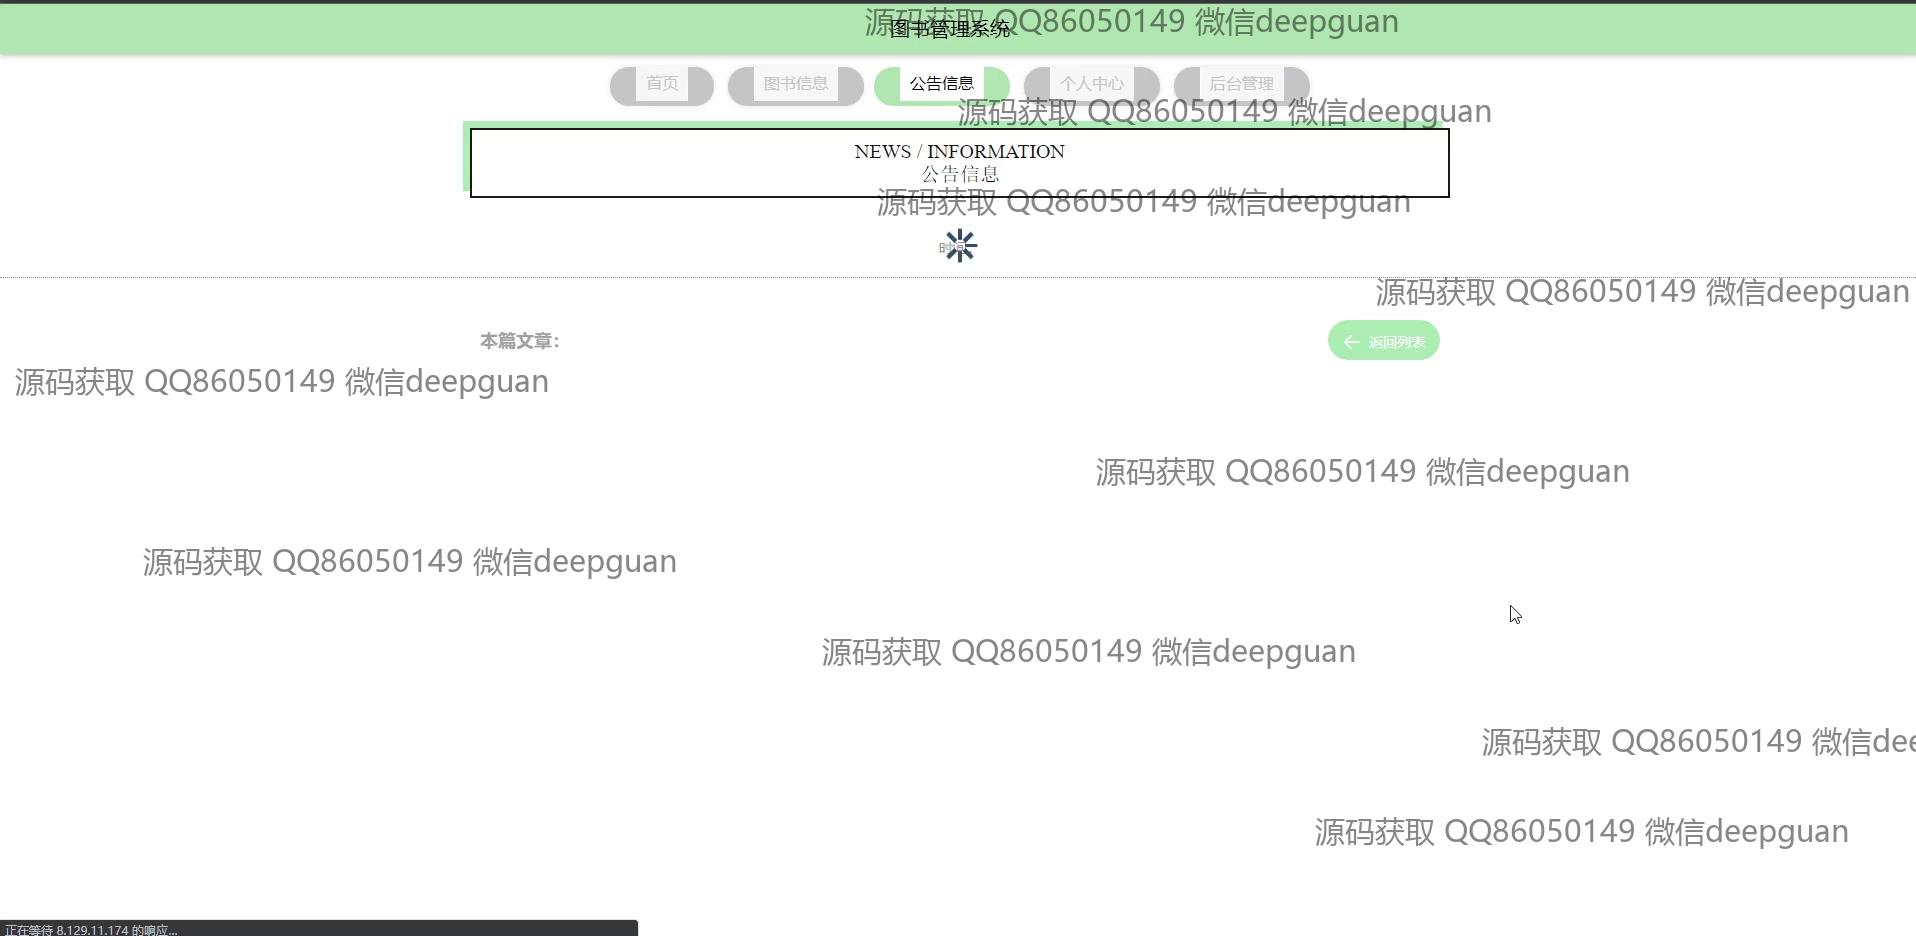 图书管理系统
源码获取 QQ86050149 微信deepguan
首页
图书信息
公告信息
个人中心
后台管理
源码获取 QQ86050149 微信deepguan
NEWS / INFORMATION
公告信息
源码获取 QQ86050149 微信deepguan
时间
源码获取 QQ86050149 微信deepguan
本篇文章：
返回列表
源码获取 QQ86050149 微信deepguan
源码获取 QQ86050149 微信deepguan
源码获取 QQ86050149 微信deepguan
源码获取 QQ86050149 微信deepguan
源码获取 QQ86050149 微信dee
源码获取 QQ86050149 微信deepguan
正在等待 8.129.11.174 的响应...